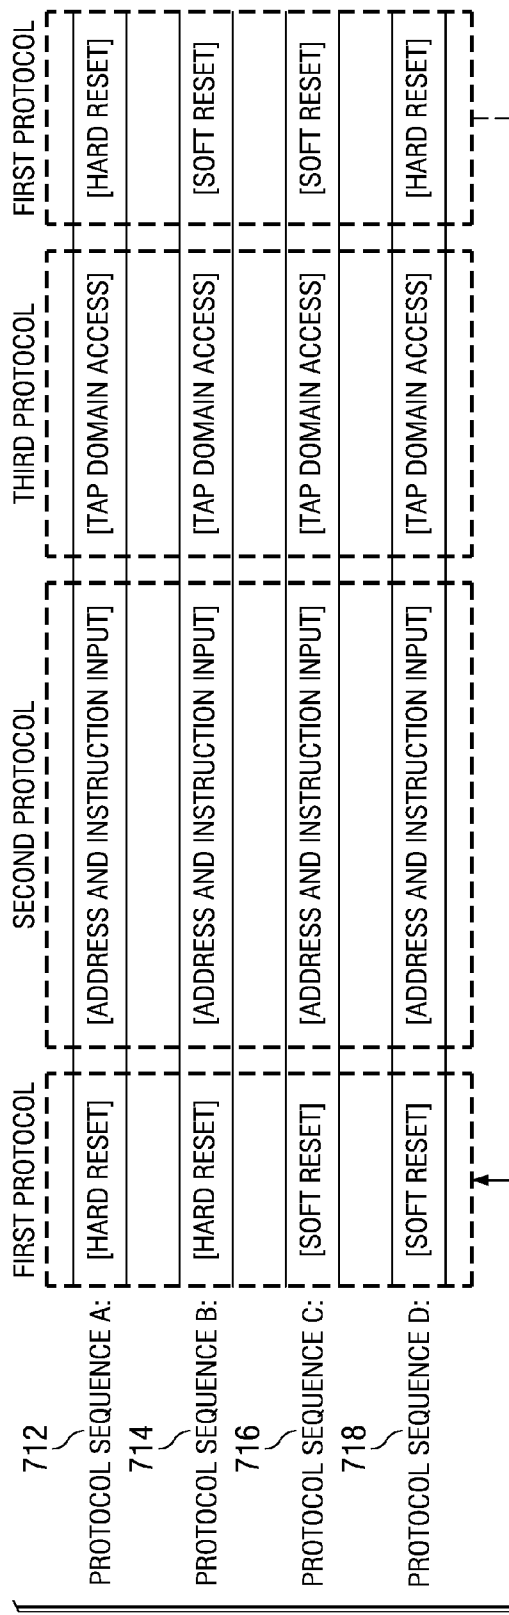 FIRST PROTOCOL SECOND PROTOCOL THIRD PROTOCOL FIRST PROTOCOL
712
PROTOCOL SEQUENCE A: [HARD RESET] [ADDRESS AND INSTRUCTION INPUT] [TAP DOMAIN ACCESS] [HARD RESET]
714
PROTOCOL SEQUENCE B: [HARD RESET] [ADDRESS AND INSTRUCTION INPUT] [TAP DOMAIN ACCESS] [SOFT RESET]
716
PROTOCOL SEQUENCE C: [SOFT RESET] [ADDRESS AND INSTRUCTION INPUT] [TAP DOMAIN ACCESS] [SOFT RESET]
718
PROTOCOL SEQUENCE D: [SOFT RESET] [ADDRESS AND INSTRUCTION INPUT] [TAP DOMAIN ACCESS] [HARD RESET]